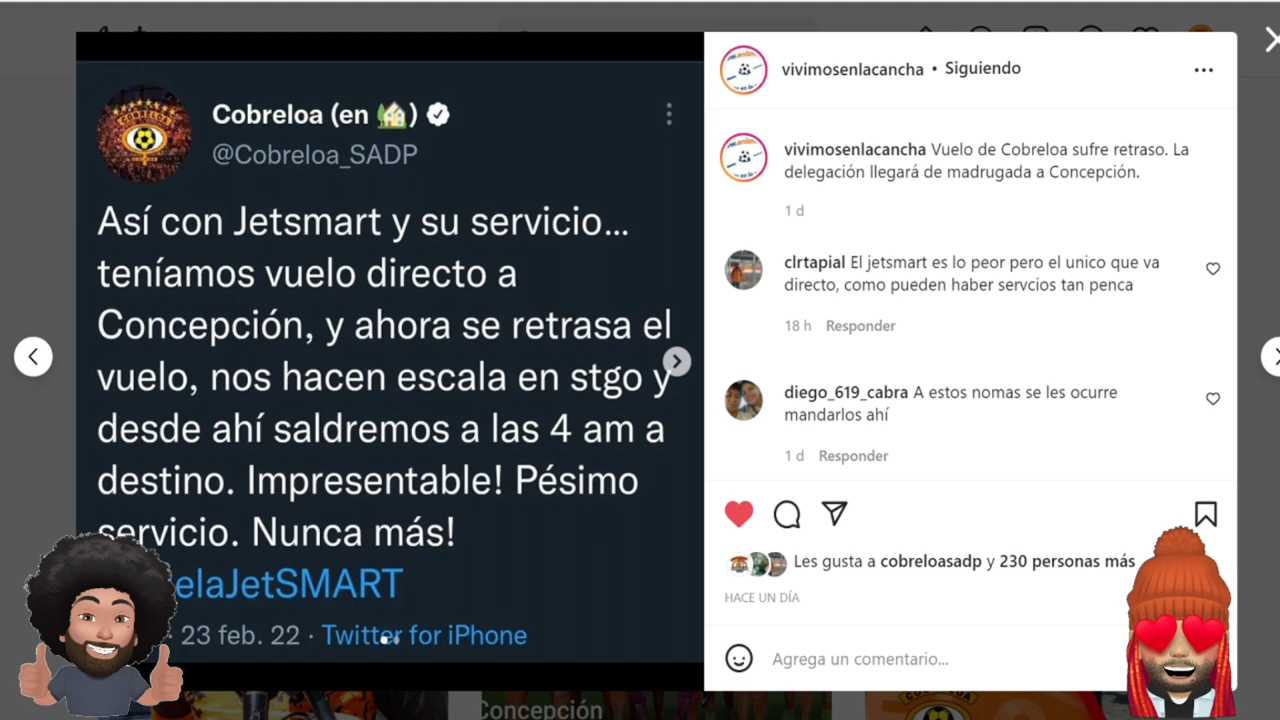 Cobreloa (en 🏡)
@Cobreloa_SADP
Así con Jetsmart y su servicio...
teníamos vuelo directo a
Concepción, y ahora se retrasa el
vuelo, nos hacen escala en stgo y
desde ahí saldremos a las 4 am a
destino. Impresentable! Pésimo
servicio. Nunca más!
elaJetSMART
· 23 feb. 22 · Twitter for iPhone
vivimosenlacancha • Siguiendo
vivimosenlacancha Vuelo de Cobreloa sufre retraso. La
delegación llegará de madrugada a Concepción.
1 d
clrtapial El jetsmart es lo peor pero el unico que va
directo, como pueden haber servcios tan penca
18 h Responder
diego_619_cabra A estos nomas se les ocurre
mandarlos ahí
1 d Responder
Les gusta a cobreloasadp y 230 personas más
HACE UN DÍA
Agrega un comentario...
Concepción
COBRELOA